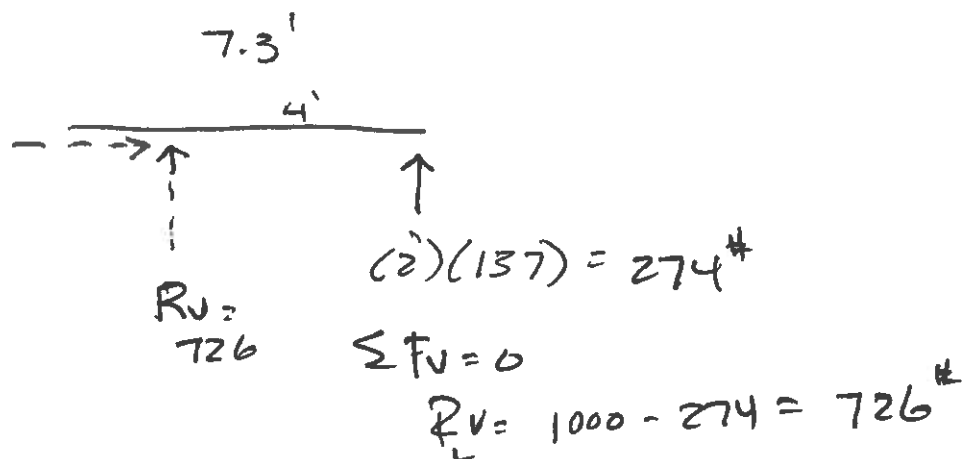 7.3'
4'
(2')(137) = 274#
Rv =
726
ΣFv = 0
Rv = 1000 - 274 = 726#